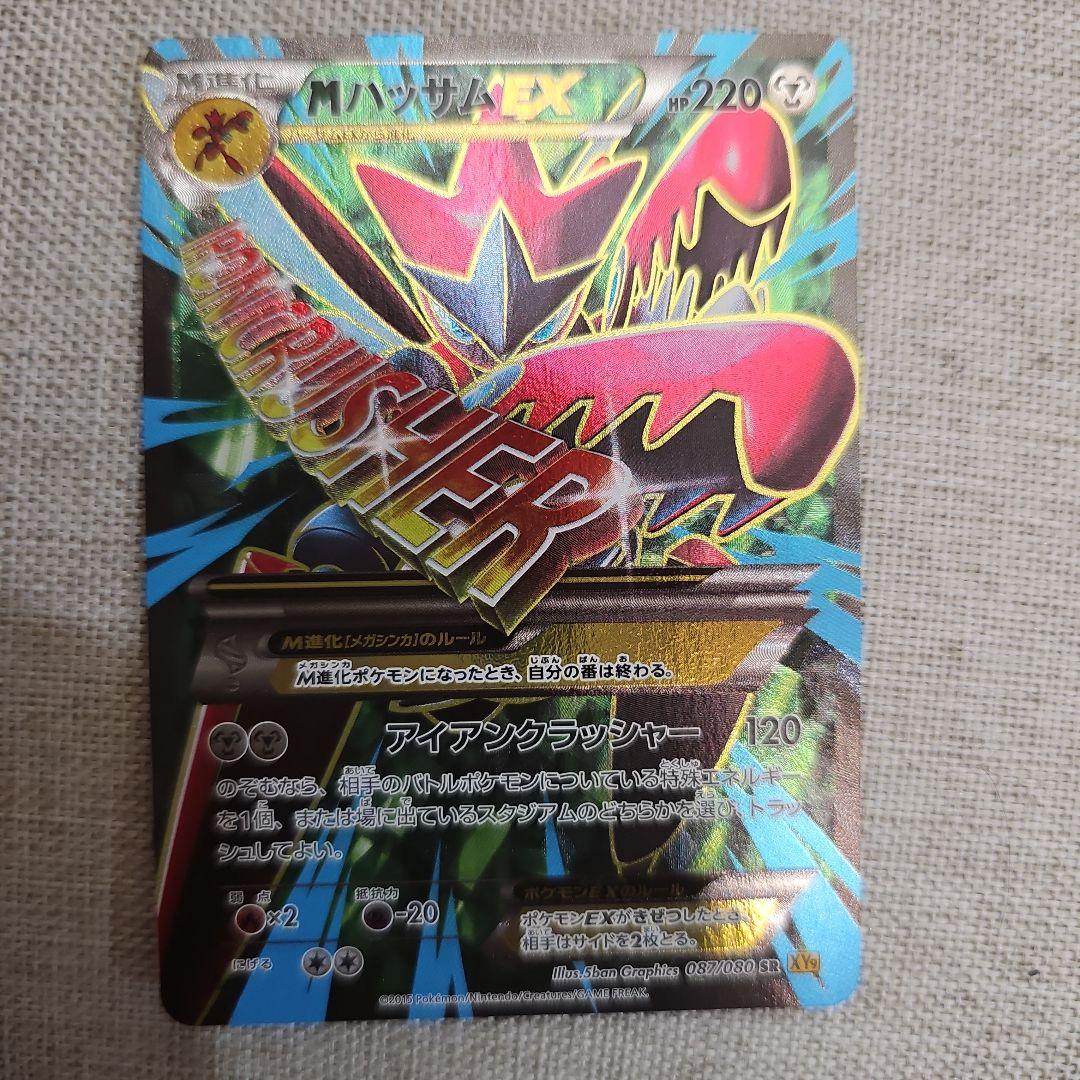 M進化
MハッサムEX
HP220
IRONCRUSHER
M進化[メガシンカ]のルール
M進化ポケモンになったとき、自分の番は終わる。
アイアンクラッシャー 120
のぞむなら、相手のバトルポケモンについている特殊エネルギー
を1個、または場に出ているスタジアムのどちらかを選び、トラッ
シュしてよい。
弱点 抵抗力
×2 -20
にげる
ポケモンEXのルール
ポケモンEXがきぜつしたとき、
相手はサイドを2枚とる。
Illus.5ban Graphics 087/080 SR XY9
©2015 Pokémon/Nintendo/Creatures/GAME FREAK.